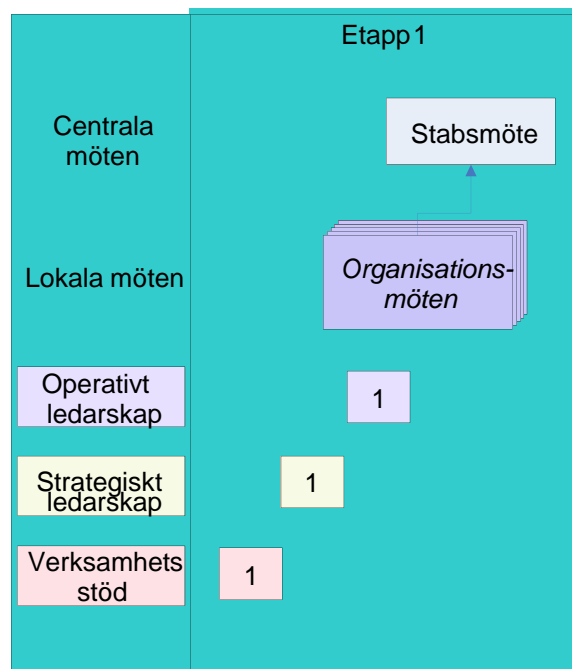 Etapp 1
Centrala
möten
Stabsmöte
Lokala möten
Organisations-
möten
Operativt
ledarskap
1
Strategiskt
ledarskap
1
Verksamhets
stöd
1